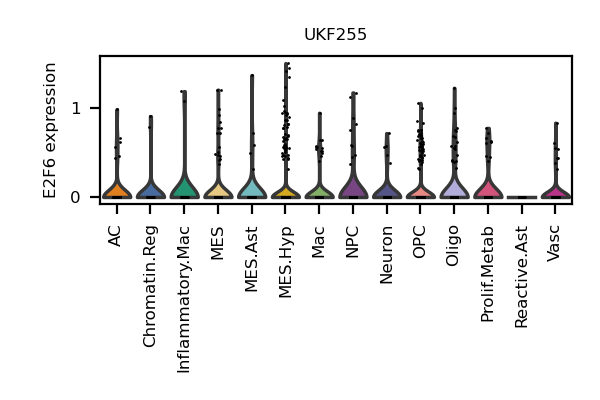 UKF255
E2F6 expression
1
0
AC
Chromatin.Reg
Inflammatory.Mac
MES
MES.Ast
MES.Hyp
Mac
NPC
Neuron
OPC
Oligo
Prolif.Metab
Reactive.Ast
Vasc